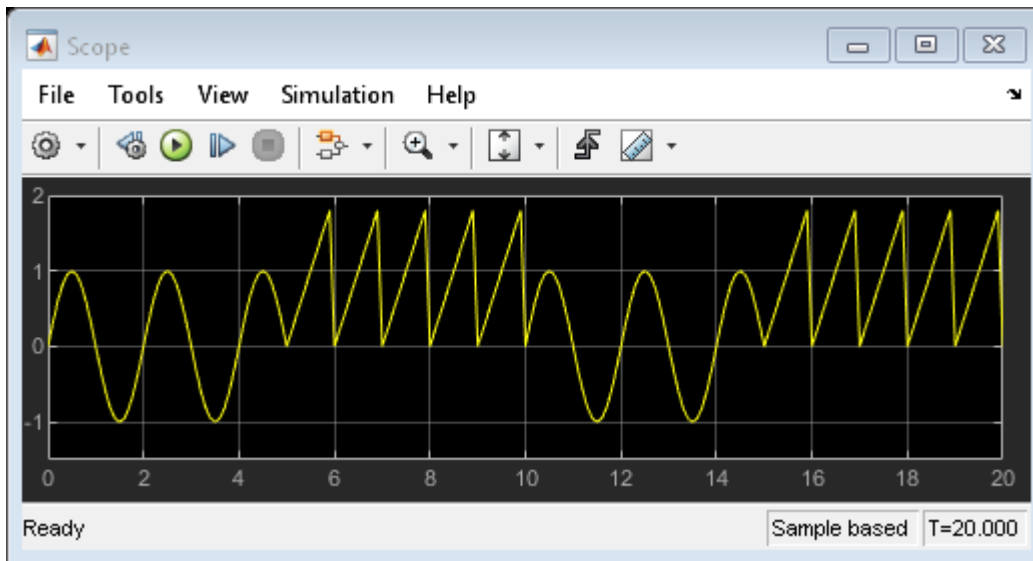 Scope
File Tools View Simulation Help
2
1
0
-1
0 2 4 6 8 10 12 14 16 18 20
Ready Sample based T=20.000